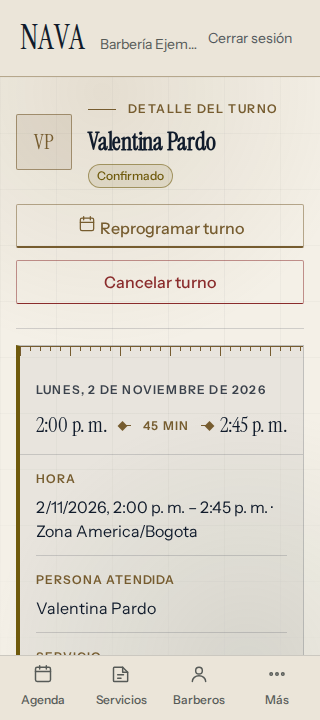 NAVA
Barbería Ejem...
Cerrar sesión
VP
DETALLE DEL TURNO
Valentina Pardo
Confirmado
Reprogramar turno
Cancelar turno
LUNES, 2 DE NOVIEMBRE DE 2026
2:00 p. m. 45 MIN 2:45 p. m.
HORA
2/11/2026, 2:00 p. m. – 2:45 p. m. ·
Zona America/Bogota
PERSONA ATENDIDA
Valentina Pardo
SERVICIO
Agenda
Servicios
Barberos
Más